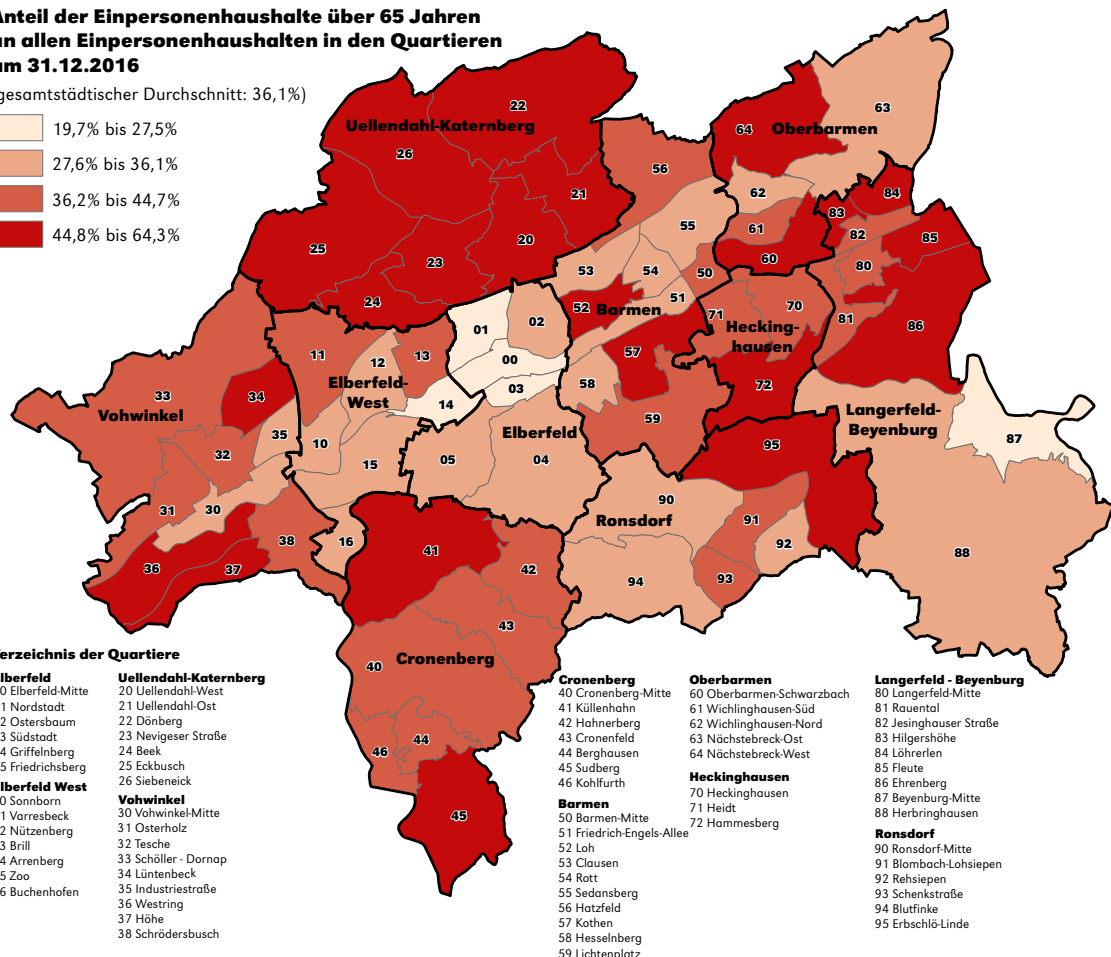 Anteil der Einpersonenhaushalte über 65 Jahren
an allen Einpersonenhaushalten in den Quartieren
am 31.12.2016
gesamtstädtischer Durchschnitt: 36,1%)
19,7% bis 27,5%
27,6% bis 36,1%
36,2% bis 44,7%
44,8% bis 64,3%
22
63
Uellendahl-Katernberg
64
Oberbarmen
26
56
21
62
84
83
55
61
82
85
25
20
60
23
53
54
50
80
24
52
Barmen
51
70
71
81
01
02
Hecking-
hausen
86
11
12
13
00
57
Elberfeld-
West
03
58
72
33
34
14
Vohwinkel
59
Langerfeld-
Beyenburg
35
10
Elberfeld
95
87
32
15
05
04
90
31
30
Ronsdorf
91
16
92
38
41
88
36
37
42
94
93
43
40
Cronenberg
44
46
45
erzeichnis der Quartiere
lberfeld
0 Elberfeld-Mitte
1 Nordstadt
2 Ostersbaum
3 Südstadt
4 Griffelnberg
5 Friedrichsberg
lberfeld West
0 Sonnborn
1 Varresbeck
2 Nützenberg
3 Brill
4 Arrenberg
5 Zoo
6 Buchenhofen
Uellendahl-Katernberg
20 Uellendahl-West
21 Uellendahl-Ost
22 Dönberg
23 Nevigeser Straße
24 Beek
25 Eckbusch
26 Siebeneick
Vohwinkel
30 Vohwinkel-Mitte
31 Osterholz
32 Tesche
33 Schöller - Dornap
34 Lüntenbeck
35 Industriestraße
36 Westring
37 Höhe
38 Schrödersbusch
Cronenberg
40 Cronenberg-Mitte
41 Küllenhahn
42 Hahnerberg
43 Cronenfeld
44 Berghausen
45 Sudberg
46 Kohlfurth
Barmen
50 Barmen-Mitte
51 Friedrich-Engels-Allee
52 Loh
53 Clausen
54 Rott
55 Sedansberg
56 Hatzfeld
57 Kothen
58 Hesselnberg
59 Lichtenplatz
Oberbarmen
60 Oberbarmen-Schwarzbach
61 Wichlinghausen-Süd
62 Wichlinghausen-Nord
63 Nächstebreck-Ost
64 Nächstebreck-West
Heckinghausen
70 Heckinghausen
71 Heidt
72 Hammesberg
Langerfeld - Beyenburg
80 Langerfeld-Mitte
81 Rauental
82 Jesinghauser Straße
83 Hilgershöhe
84 Löhrerlen
85 Fleute
86 Ehrenberg
87 Beyenburg-Mitte
88 Herbringhausen
Ronsdorf
90 Ronsdorf-Mitte
91 Blombach-Lohsiepen
92 Rehsiepen
93 Schenkstraße
94 Blutfinke
95 Erbschlö-Linde